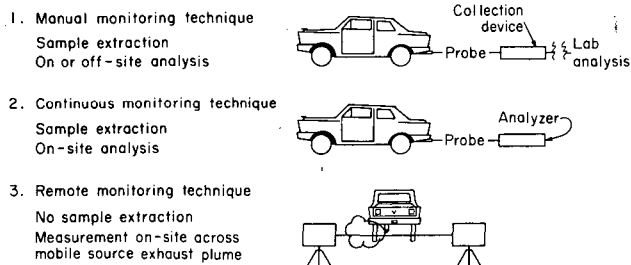 1. Manual monitoring technique
Sample extraction
On or off-site analysis
Collection
device
Probe
Lab
analysis
2. Continuous monitoring technique
Sample extraction
On-site analysis
Analyzer
Probe
3. Remote monitoring technique
No sample extraction
Measurement on-site across
mobile source exhaust plume